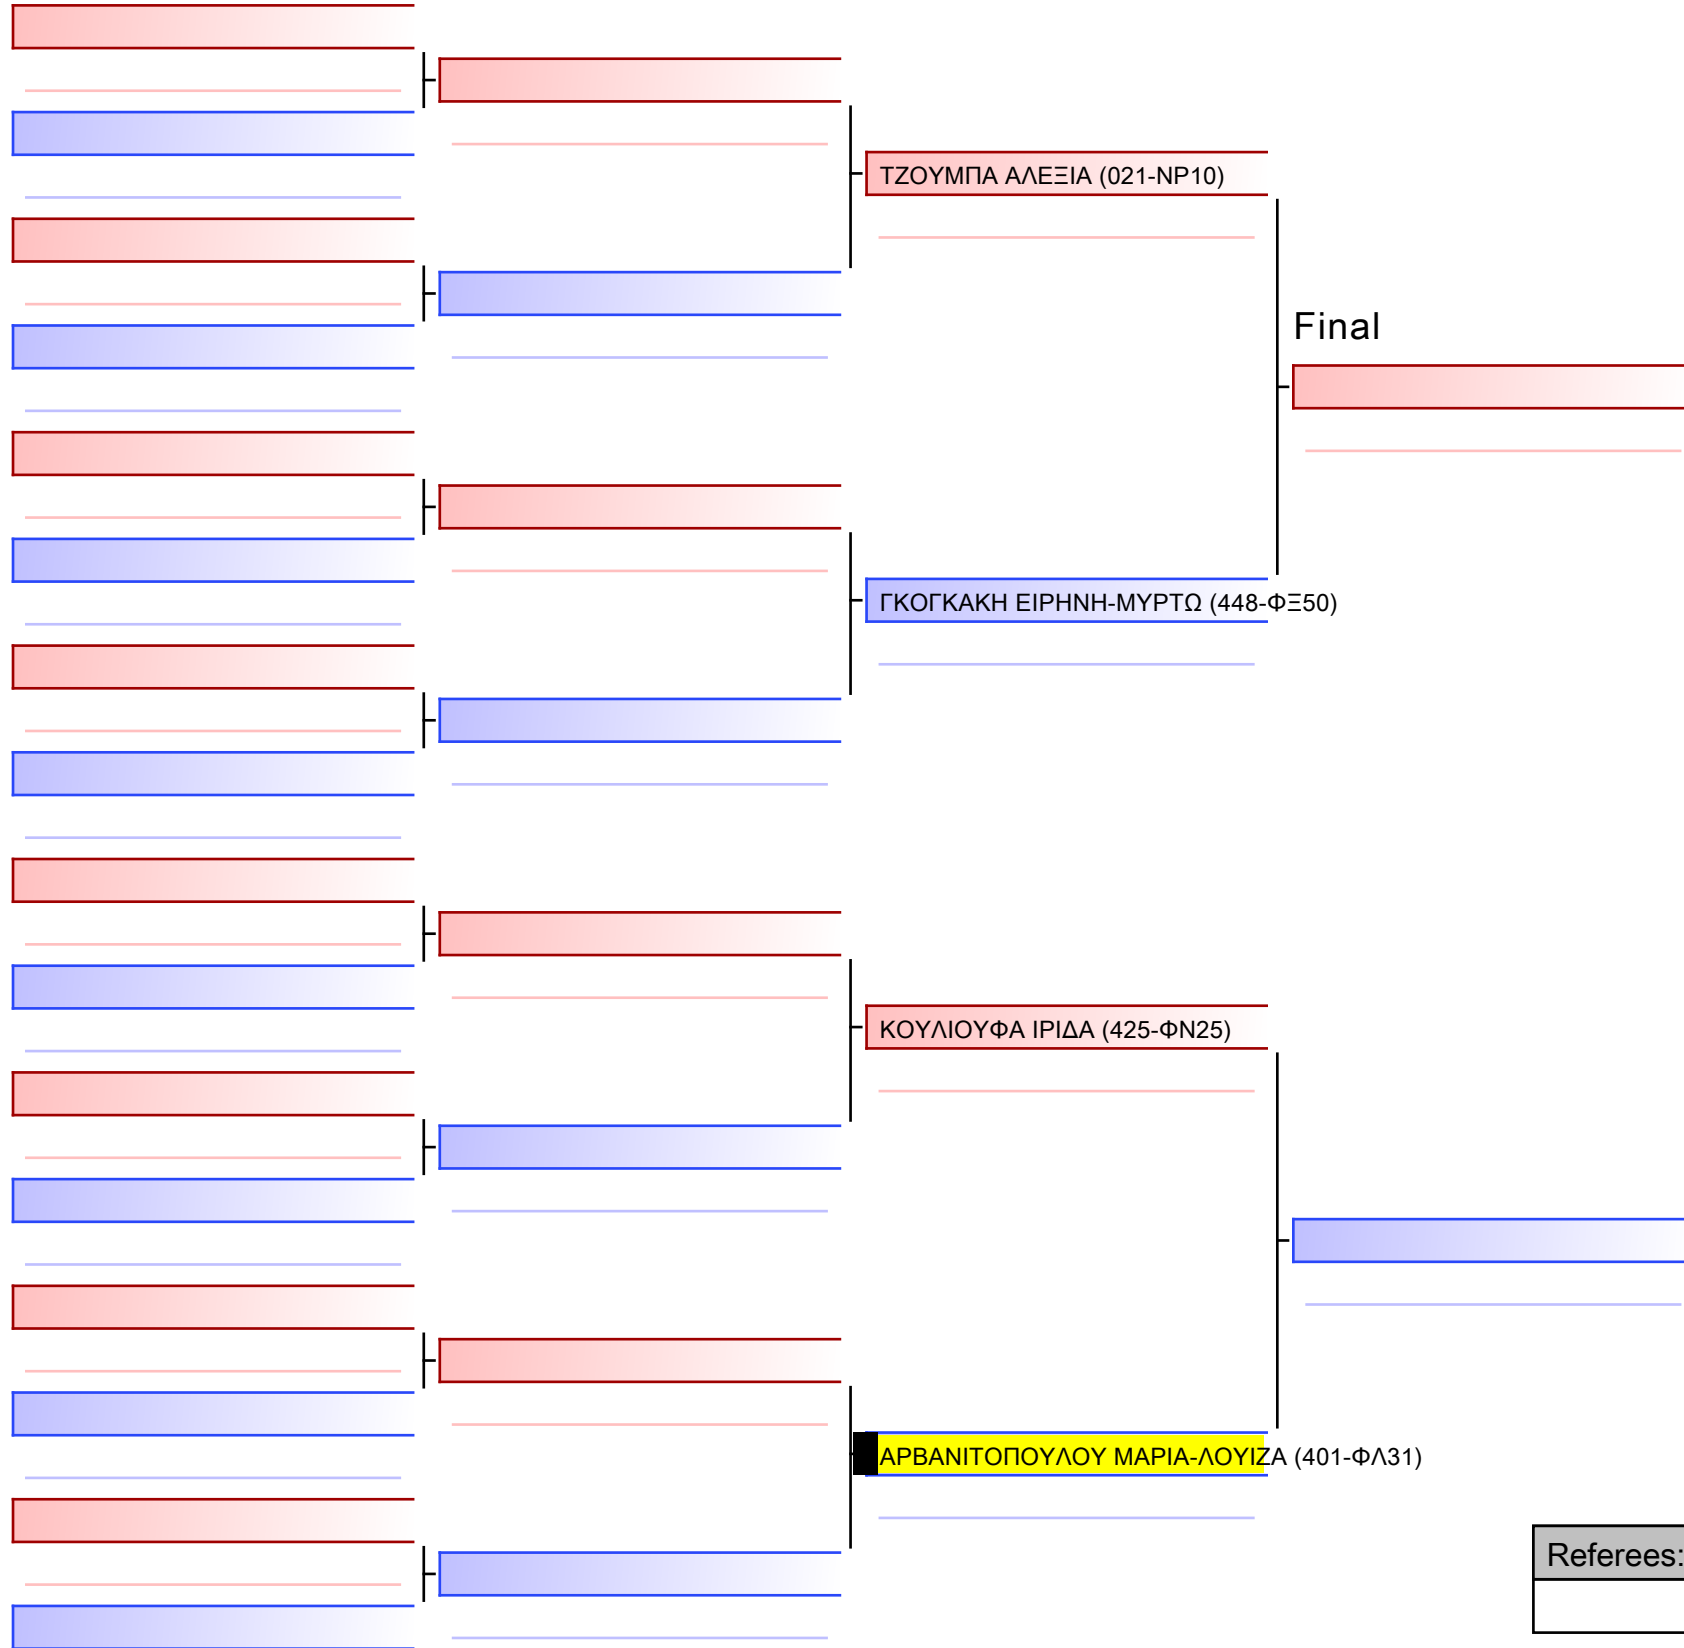 ΤΖΟΥΜΠΑ ΑΛΕΞΙΑ (021-ΝΡ10)
Final
ΓΚΟΓΚΑΚΗ ΕΙΡΗΝΗ-ΜΥΡΤΩ (448-ΦΞ50)
ΚΟΥΛΙΟΥΦΑ ΙΡΙΔΑ (425-ΦΝ25)
ΑΡΒΑΝΙΤΟΠΟΥΛΟΥ ΜΑΡΙΑ-ΛΟΥΙΖΑ (401-ΦΛ31)
Referees: